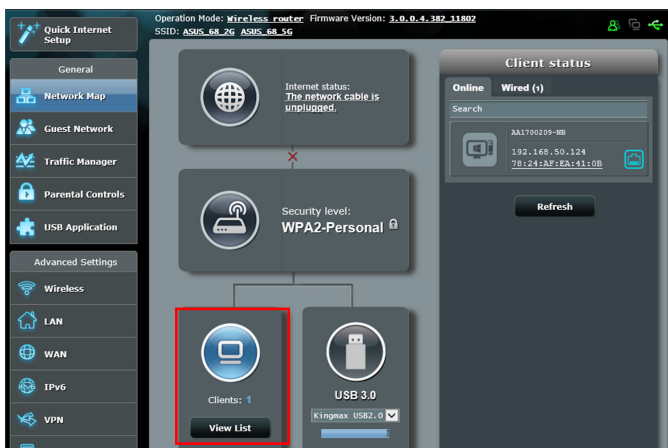 Operation Mode: Wireless router Firmware Version: 3.0.0.4.382_11802
SSID: ASUS_68_2G ASUS_68_5G
Quick Internet
Setup
General
Network Map
Guest Network
Traffic Manager
Parental Controls
USB Application
Advanced Settings
Wireless
LAN
WAN
IPv6
VPN
Internet status:
The network cable is
unplugged.
Security level:
WPA2-Personal
Clients: 1
View List
USB 3.0
Kingmax USB2.0
Client status
Online Wired (1)
Search
AA1700209-NB
192.168.50.124
78:24:AF:EA:41:0B
Refresh